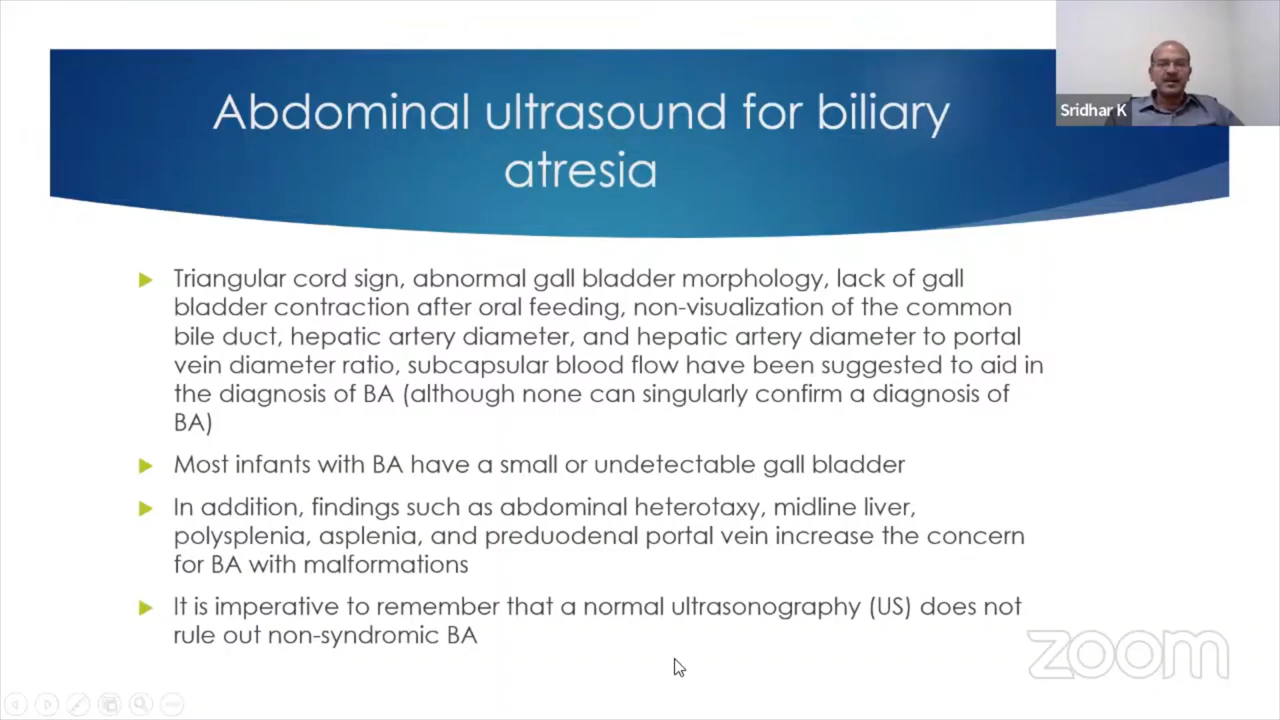 Abdominal ultrasound for biliary
atresia
Sridhar K
Triangular cord sign, abnormal gall bladder morphology, lack of gall
bladder contraction after oral feeding, non-visualization of the common
bile duct, hepatic artery diameter, and hepatic artery diameter to portal
vein diameter ratio, subcapsular blood flow have been suggested to aid in
the diagnosis of BA (although none can singularly confirm a diagnosis of
BA)
Most infants with BA have a small or undetectable gall bladder
In addition, findings such as abdominal heterotaxy, midline liver,
polysplenia, asplenia, and preduodenal portal vein increase the concern
for BA with malformations
It is imperative to remember that a normal ultrasonography (US) does not
rule out non-syndromic BA
zoom